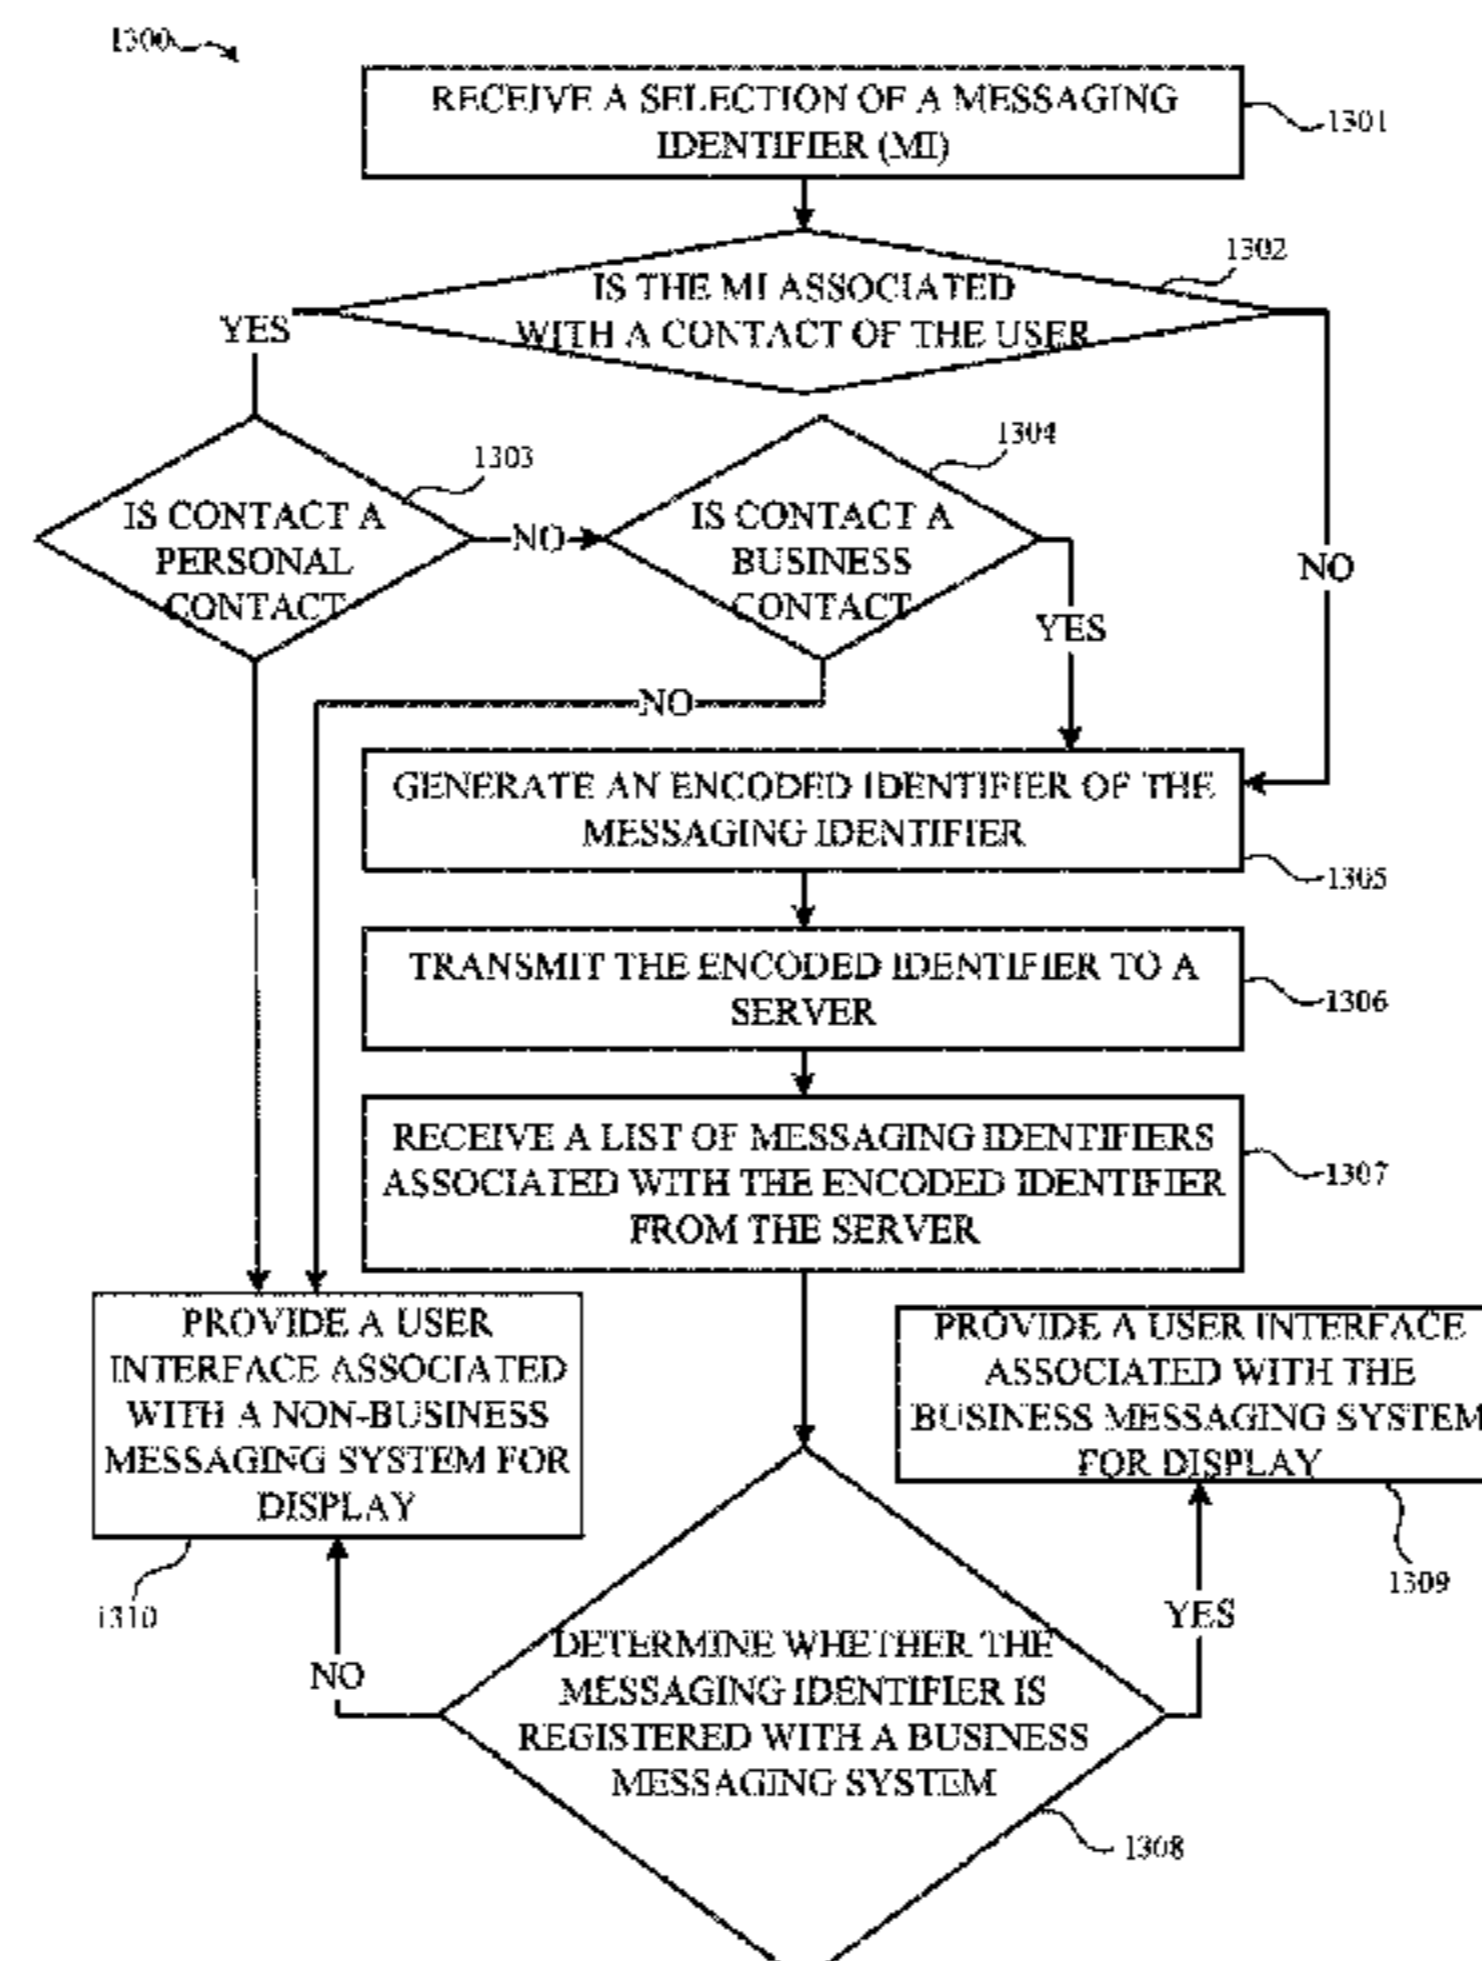 1300
RECEIVE A SELECTION OF A MESSAGING
IDENTIFIER (MI)
1301
1302
IS THE MI ASSOCIATED
WITH A CONTACT OF THE USER
YES
1303
1304
IS CONTACT A
PERSONAL
CONTACT
NO
IS CONTACT A
BUSINESS
CONTACT
NO
YES
NO
GENERATE AN ENCODED IDENTIFIER OF THE
MESSAGING IDENTIFIER
1305
TRANSMIT THE ENCODED IDENTIFIER TO A
SERVER
1306
RECEIVE A LIST OF MESSAGING IDENTIFIERS
ASSOCIATED WITH THE ENCODED IDENTIFIER
FROM THE SERVER
1307
PROVIDE A USER
INTERFACE ASSOCIATED
WITH A NON-BUSINESS
MESSAGING SYSTEM FOR
DISPLAY
PROVIDE A USER INTERFACE
ASSOCIATED WITH THE
BUSINESS MESSAGING SYSTEM
FOR DISPLAY
1310
1309
NO
YES
DETERMINE WHETHER THE
MESSAGING IDENTIFIER IS
REGISTERED WITH A BUSINESS
MESSAGING SYSTEM
1308